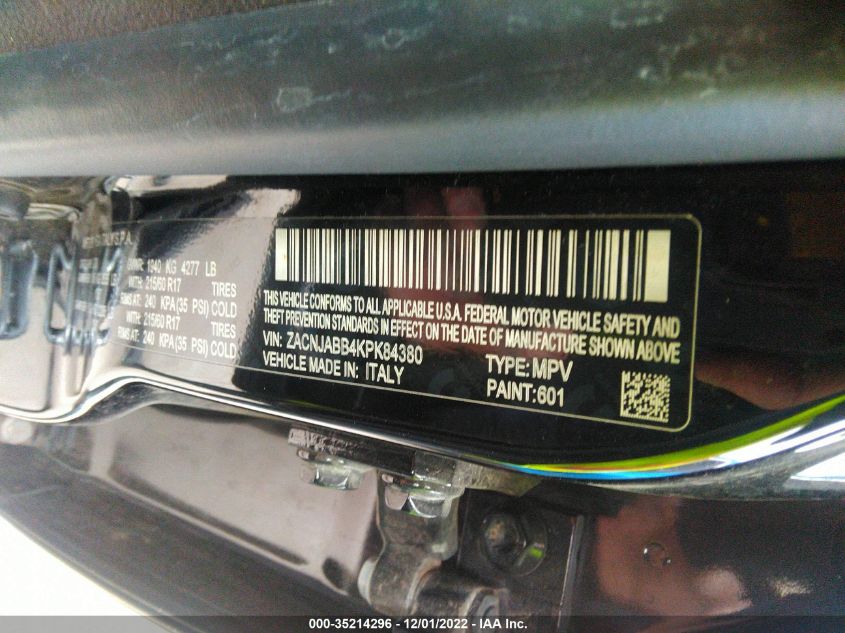 GVWR: 1940 KG 4277 LB
WITH: 215/60 R17 TIRES
RIMS AT: 240 KPA(35 PSI) COLD
WITH: 215/60 R17 TIRES
RIMS AT: 240 KPA(35 PSI) COLD
THIS VEHICLE CONFORMS TO ALL APPLICABLE U.S.A. FEDERAL MOTOR VEHICLE SAFETY AND
THEFT PREVENTION STANDARDS IN EFFECT ON THE DATE OF MANUFACTURE SHOWN ABOVE
VIN: ZACNJABB4KPK84380 TYPE: MPV
VEHICLE MADE IN: ITALY PAINT:601
000-35214296 - 12/01/2022 - IAA Inc.